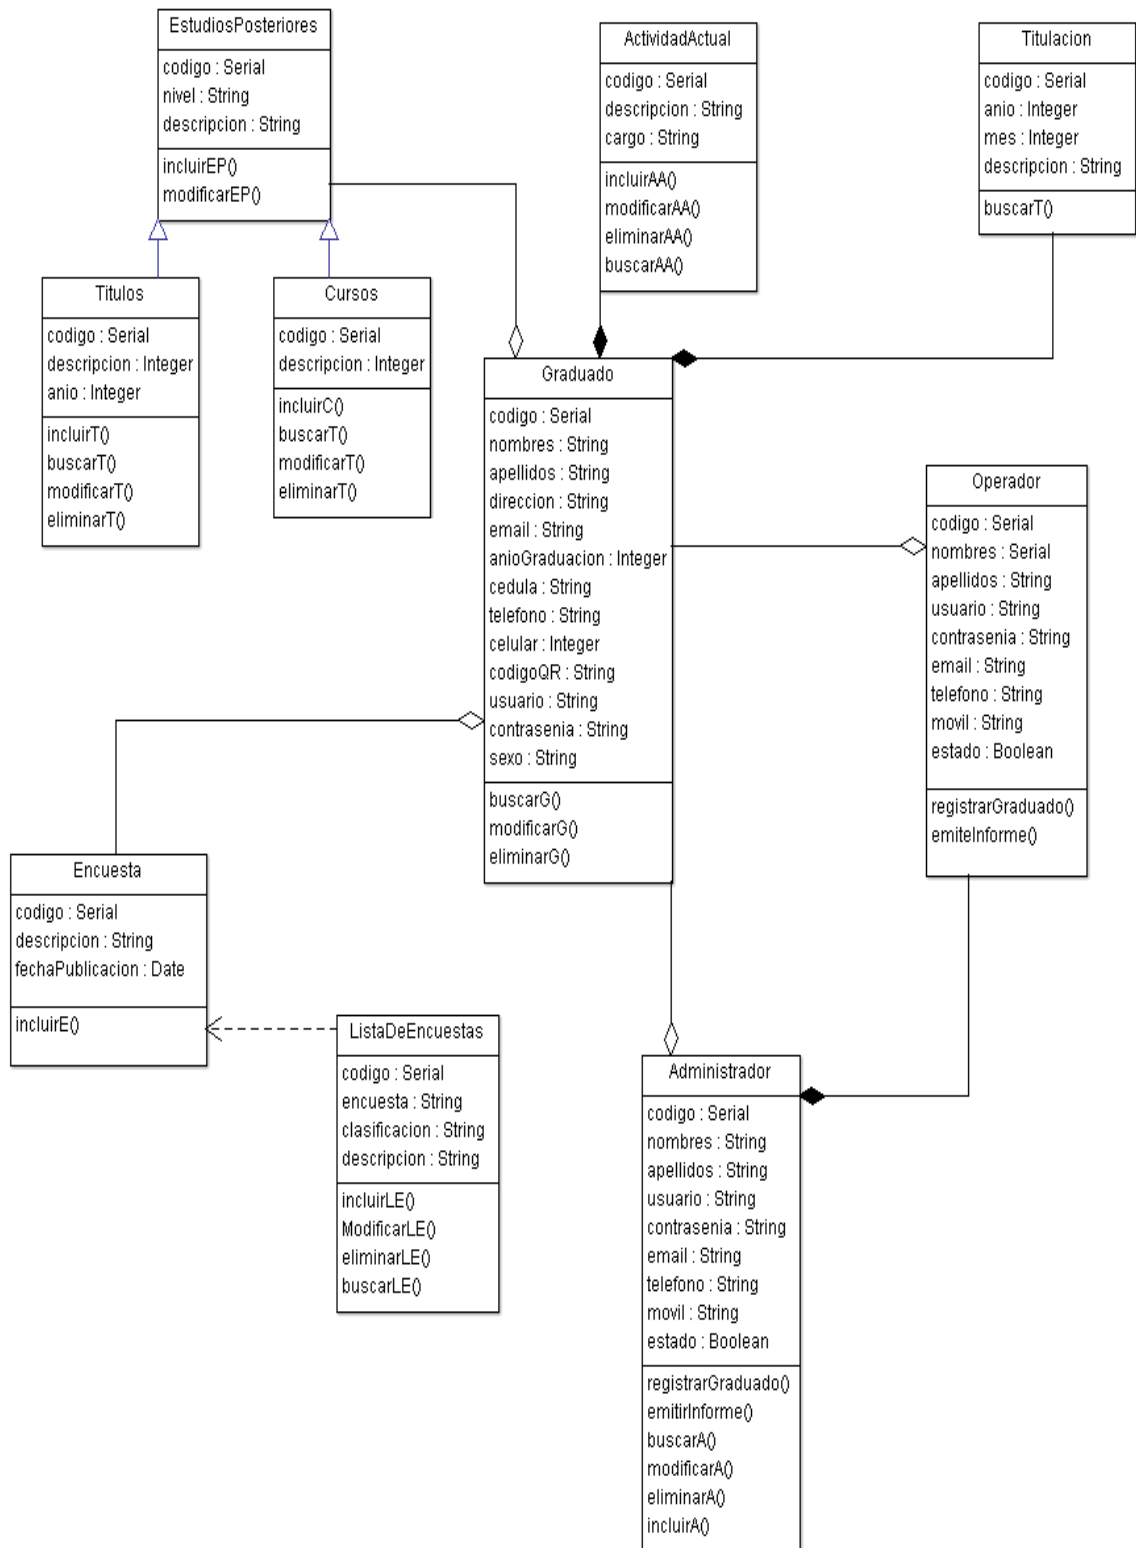 EstudiosPosteriores
codigo : Serial
nivel : String
descripcion : String
incluirEP()
modificarEP()
ActividadActual
codigo : Serial
descripcion : String
cargo : String
incluirAA()
modificarAA()
eliminarAA()
buscarAA()
Titulacion
codigo : Serial
anio : Integer
mes : Integer
descripcion : String
buscarT()
Titulos
codigo : Serial
descripcion : Integer
anio : Integer
incluirT()
buscarT()
modificarT()
eliminarT()
Cursos
codigo : Serial
descripcion : Integer
incluirC()
buscarT()
modificarT()
eliminarT()
Graduado
codigo : Serial
nombres : String
apellidos : String
direccion : String
email : String
anioGraduacion : Integer
cedula : String
telefono : String
celular : Integer
codigoQR : String
usuario : String
contrasenia : String
sexo : String
buscarG()
modificarG()
eliminarG()
Operador
codigo : Serial
nombres : Serial
apellidos : String
usuario : String
contrasenia : String
email : String
telefono : String
movil : String
estado : Boolean
registrarGraduado()
emiteInforme()
Encuesta
codigo : Serial
descripcion : String
fechaPublicacion : Date
incluirE()
ListaDeEncuestas
codigo : Serial
encuesta : String
clasificacion : String
descripcion : String
incluirLE()
ModificarLE()
eliminarLE()
buscarLE()
Administrador
codigo : Serial
nombres : String
apellidos : String
usuario : String
contrasenia : String
email : String
telefono : String
movil : String
estado : Boolean
registrarGraduado()
emitirInforme()
buscarA()
modificarA()
eliminarA()
incluirA()